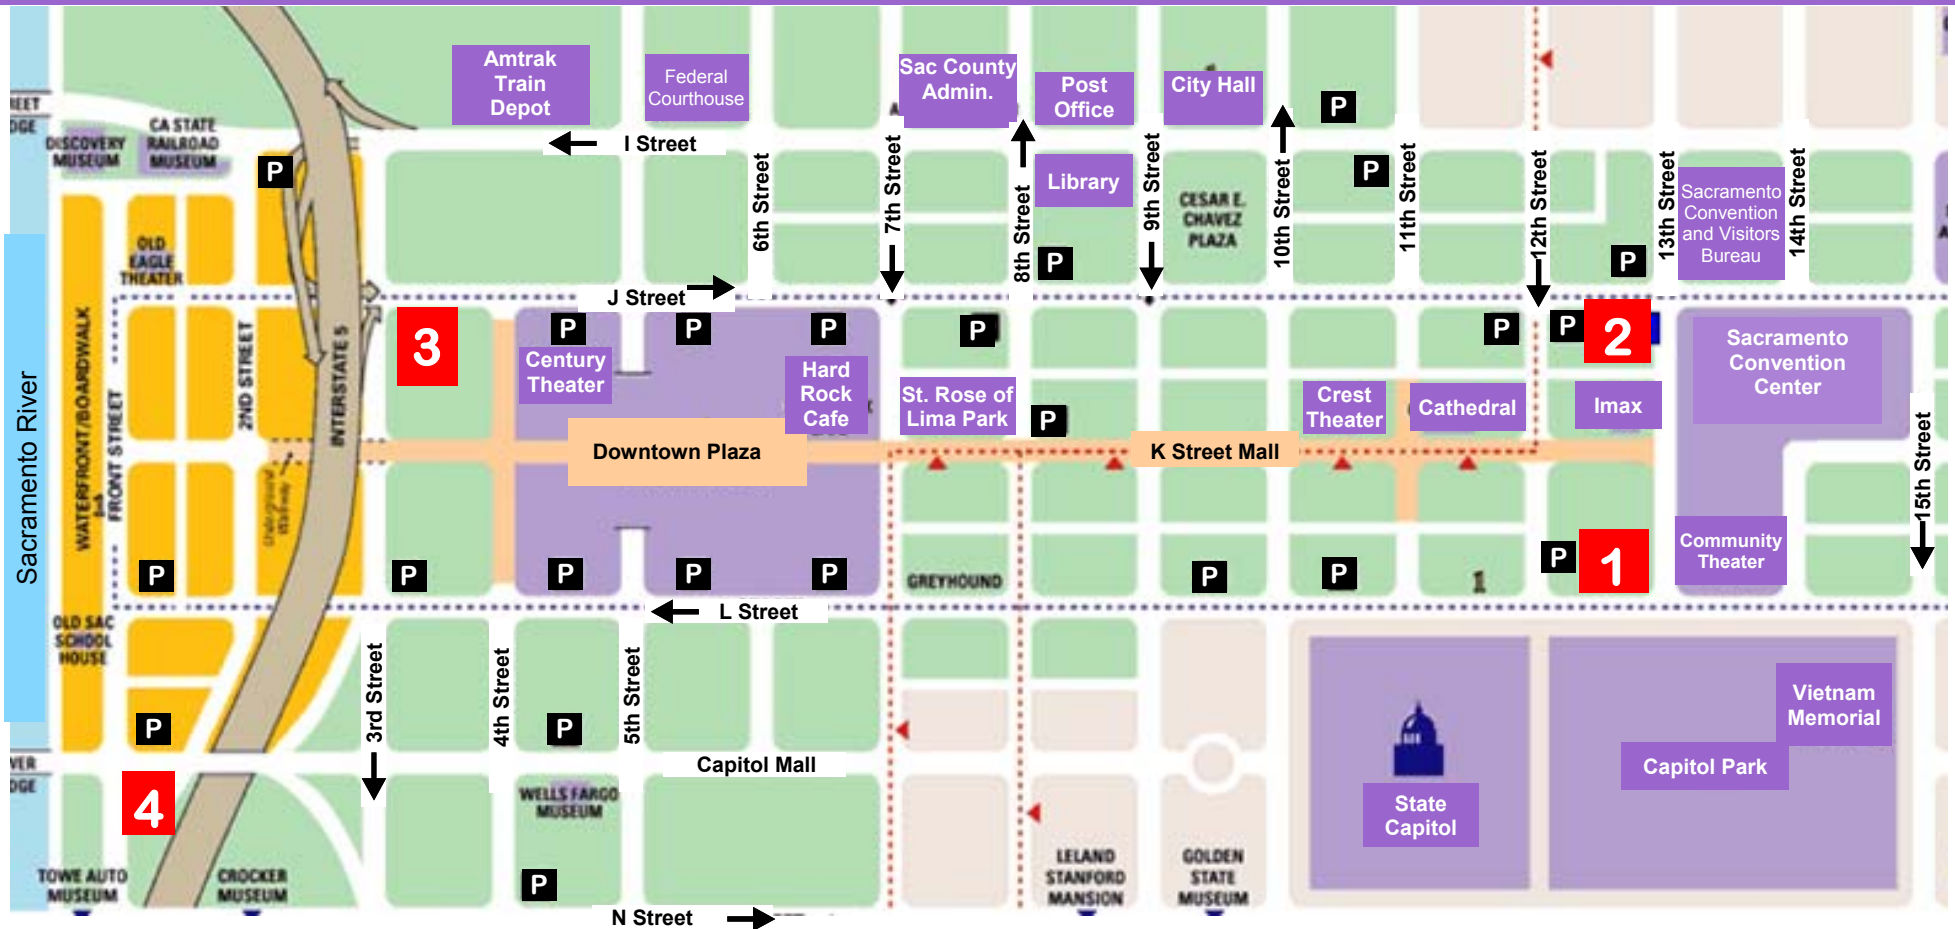 Amtrak
Train
Depot
Federal
Courthouse
Sac County
Admin.
Post
Office
City Hall
P
DISCOVERY
MUSEUM
CA STATE
RAILROAD
MUSEUM
P
I Street
6th Street
7th Street
8th Street
Library
9th Street
CESAR E.
CHAVEZ
PLAZA
10th Street
P
11th Street
12th Street
13th Street
Sacramento
Convention
and Visitors
Bureau
14th Street
OLD
EAGLE
THEATER
P
P
J Street
Sacramento River
WATERFRONT/BOARDWALK
FRONT STREET
2ND STREET
INTERSTATE 5
3
P
Century
Theater
P
P
Hard
Rock
Cafe
P
St. Rose of
Lima Park
P
Crest
Theater
P
Cathedral
P
2
Imax
Sacramento
Convention
Center
Downtown Plaza
K Street Mall
Underground
Walkway
15th Street
P
P
P
P
P
GREYHOUND
P
P
1
P
1
Community
Theater
L Street
OLD SAC
SCHOOL
HOUSE
P
3rd Street
4th Street
P
5th Street
Capitol Mall
State
Capitol
Capitol Park
Vietnam
Memorial
4
WELLS FARGO
MUSEUM
P
TOWE AUTO
MUSEUM
CROCKER
MUSEUM
LELAND
STANFORD
MANSION
GOLDEN
STATE
MUSEUM
N Street